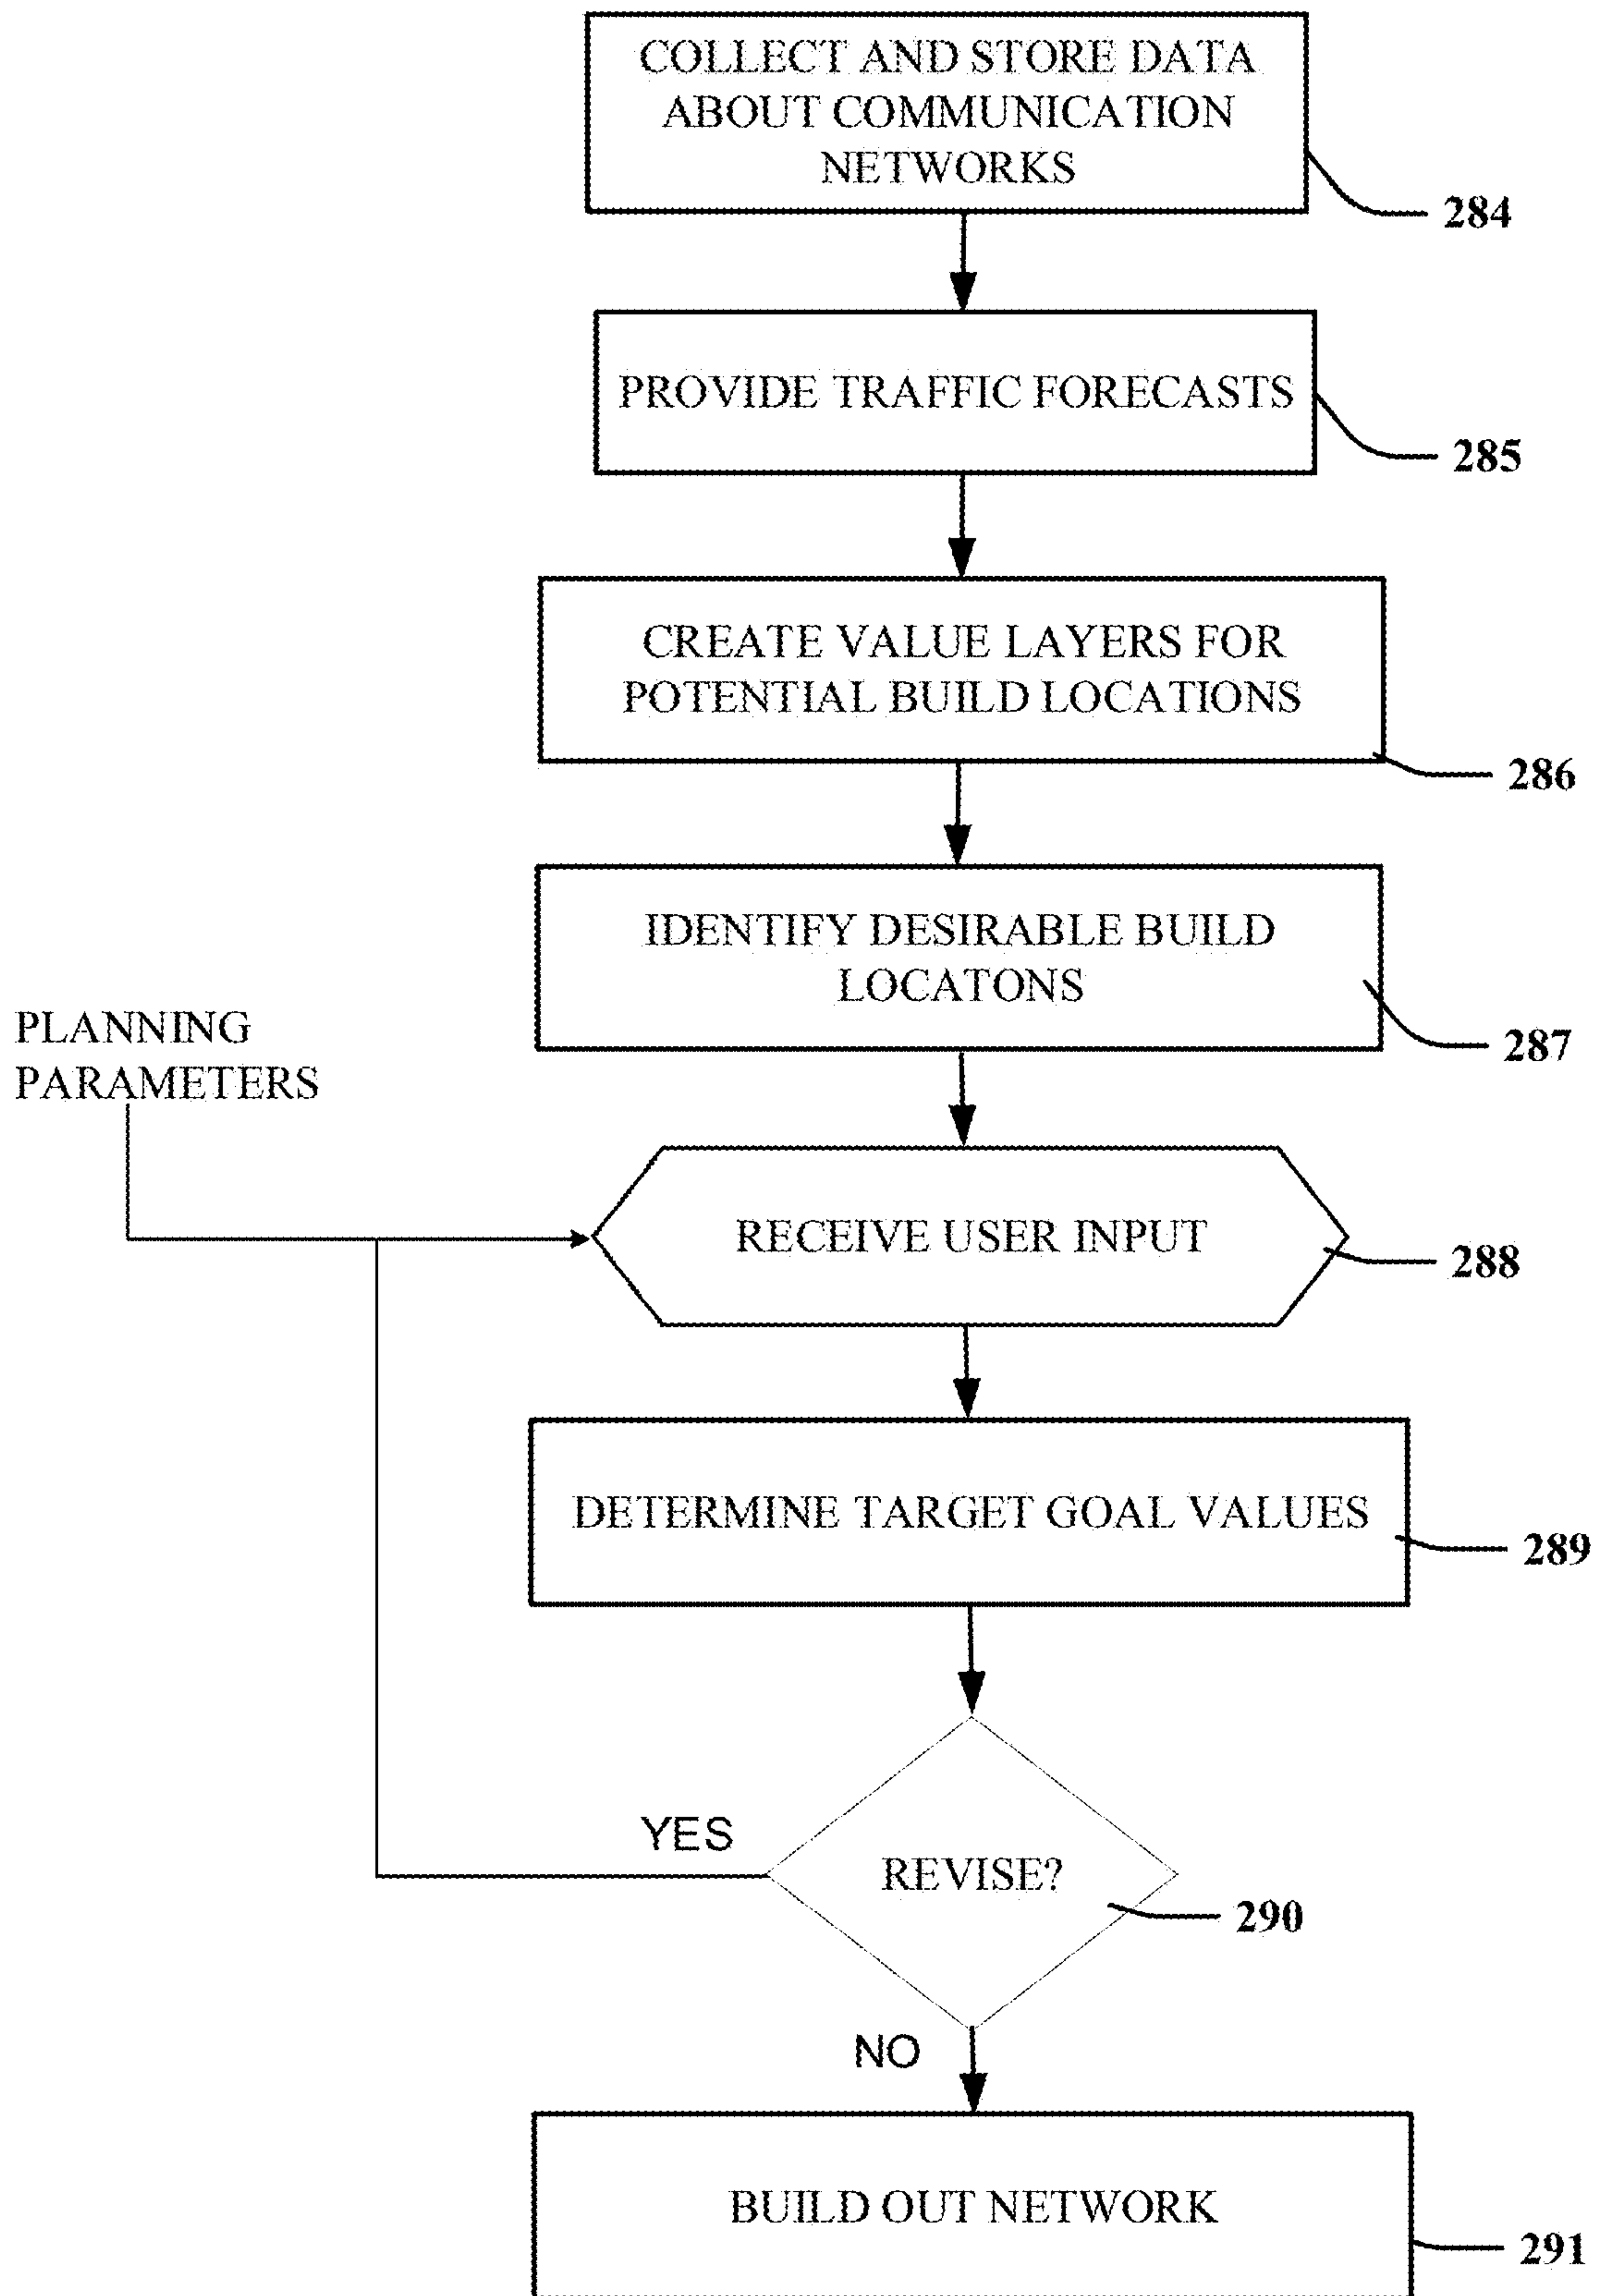 COLLECT AND STORE DATA
ABOUT COMMUNICATION
NETWORKS
284
PROVIDE TRAFFIC FORECASTS
285
CREATE VALUE LAYERS FOR
POTENTIAL BUILD LOCATIONS
286
IDENTIFY DESIRABLE BUILD
LOCATONS
287
PLANNING
PARAMETERS
RECEIVE USER INPUT
288
DETERMINE TARGET GOAL VALUES
289
YES
REVISE?
290
NO
BUILD OUT NETWORK
291